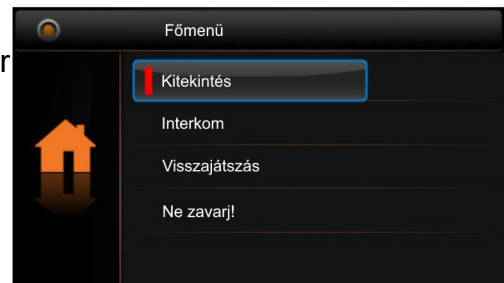 Főmenü
r
Kitekintés
Interkom
Visszajátszás
Ne zavarj!